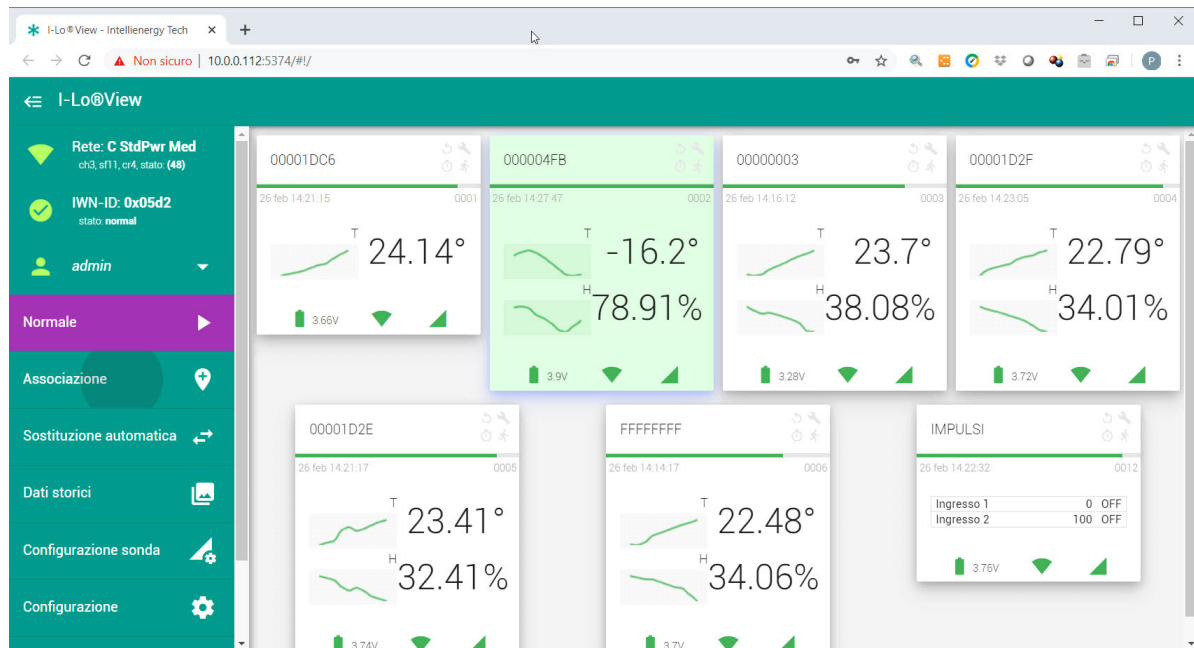 I-Lo®View - Intellienergy Tech
Non sicuro | 10.0.0.112:5374/#!/
P
I-Lo®View
Rete: C StdPwr Med
ch3, sf11, cr4, stato: (48)
IWN-ID: 0x05d2
stato: normal
admin
Normale
Associazione
Sostituzione automatica
Dati storici
Configurazione sonda
Configurazione
00001DC6
26 feb 14:21:15 0001
T
24.14°
3.66V
000004FB
26 feb 14:27:47 0002
T
-16.2°
H
78.91%
3.9V
00000003
26 feb 14:16:12 0003
T
23.7°
H
38.08%
3.28V
00001D2F
26 feb 14:23:05 0004
T
22.79°
H
34.01%
3.72V
00001D2E
26 feb 14:21:17 0005
T
23.41°
H
32.41%
3.74V
FFFFFFFF
26 feb 14:14:17 0006
T
22.48°
H
34.06%
3.7V
IMPULSI
26 feb 14:22:32 0012
Ingresso 1 0 OFF
Ingresso 2 100 OFF
3.76V